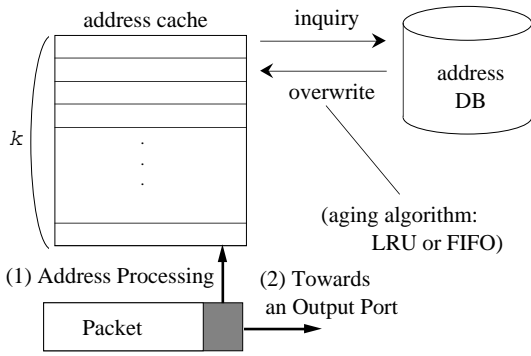 address cache
inquiry
overwrite
address
DB
k
.
.
.
(aging algorithm:
LRU or FIFO)
(1) Address Processing
(2) Towards
an Output Port
Packet